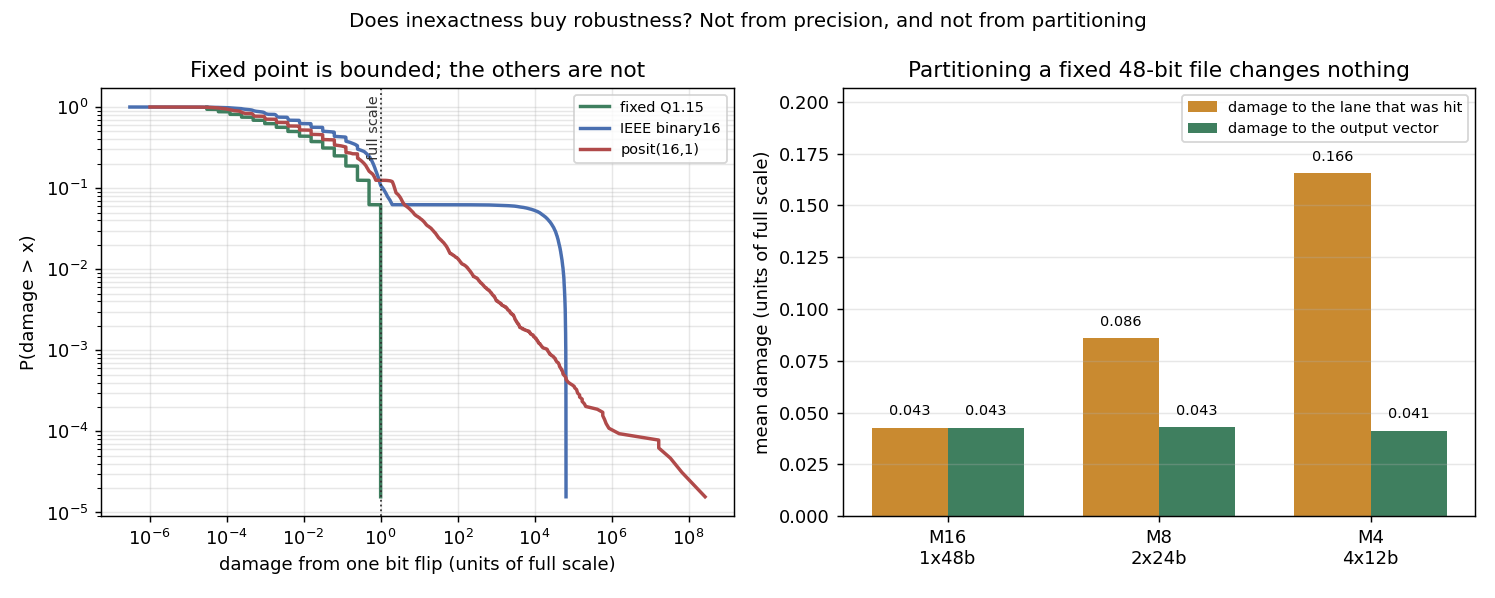 Does inexactness buy robustness? Not from precision, and not from partitioning
Fixed point is bounded; the others are not
P(damage > x)
10⁰
10⁻¹
10⁻²
10⁻³
10⁻⁴
10⁻⁵
full scale
fixed Q1.15
IEEE binary16
posit(16,1)
10⁻⁶
10⁻⁴
10⁻²
10⁰
10²
10⁴
10⁶
10⁸
damage from one bit flip (units of full scale)
Partitioning a fixed 48-bit file changes nothing
mean damage (units of full scale)
0.200
0.175
0.150
0.125
0.100
0.075
0.050
0.025
0.000
damage to the lane that was hit
damage to the output vector
0.043
0.043
0.086
0.043
0.166
0.041
M16
1x48b
M8
2x24b
M4
4x12b